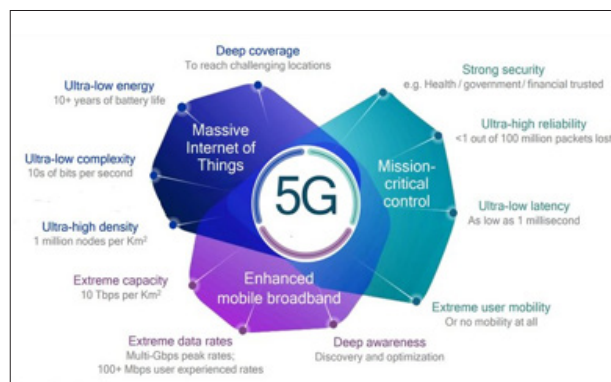 Deep coverage
To reach challenging locations
Ultra-low energy
10+ years of battery life
Ultra-low complexity
10s of bits per second
Ultra-high density
1 million nodes per Km²
Massive
Internet of
Things
5G
Mission-
critical
control
Strong security
e.g. Health / government / financial trusted
Ultra-high reliability
<1 out of 100 million packets lost
Ultra-low latency
As low as 1 millisecond
Extreme user mobility
Or no mobility at all
Enhanced
mobile broadband
Extreme capacity
10 Tbps per Km²
Extreme data rates
Multi-Gbps peak rates;
100+ Mbps user experienced rates
Deep awareness
Discovery and optimization